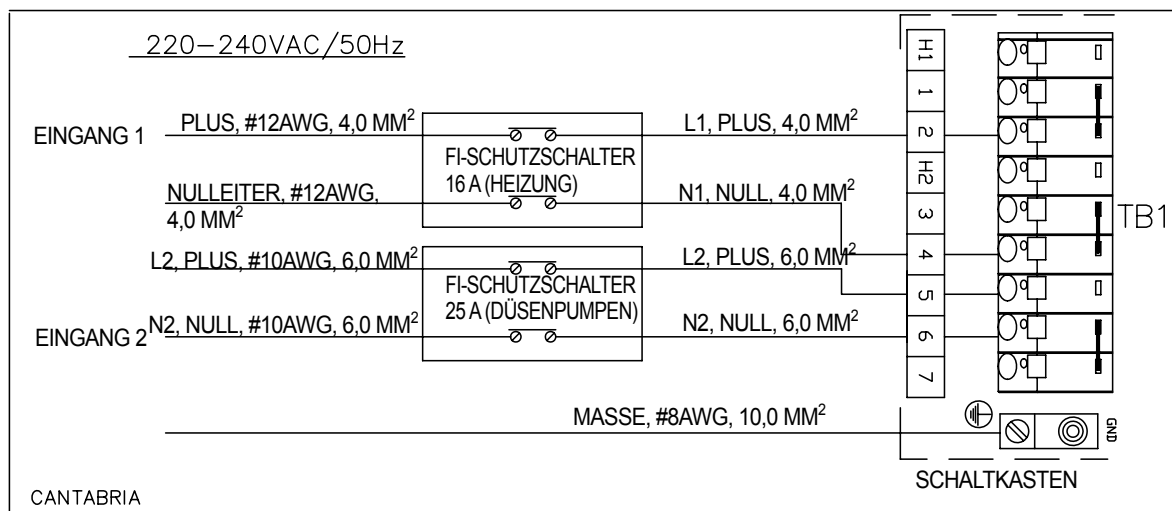 220-240VAC/50Hz
EINGANG 1
PLUS, #12AWG, 4,0 MM²
FI-SCHUTZSCHALTER
16 A (HEIZUNG)
L1, PLUS, 4,0 MM²
NULLEITER, #12AWG,
4,0 MM²
N1, NULL, 4,0 MM²
L2, PLUS, #10AWG, 6,0 MM²
FI-SCHUTZSCHALTER
25 A (DÜSENPUMPEN)
L2, PLUS, 6,0 MM²
EINGANG 2
N2, NULL, #10AWG, 6,0 MM²
N2, NULL, 6,0 MM²
MASSE, #8AWG, 10,0 MM²
H1
1
2
H2
3
4
5
6
7
TB1
GND
SCHALTKASTEN
CANTABRIA